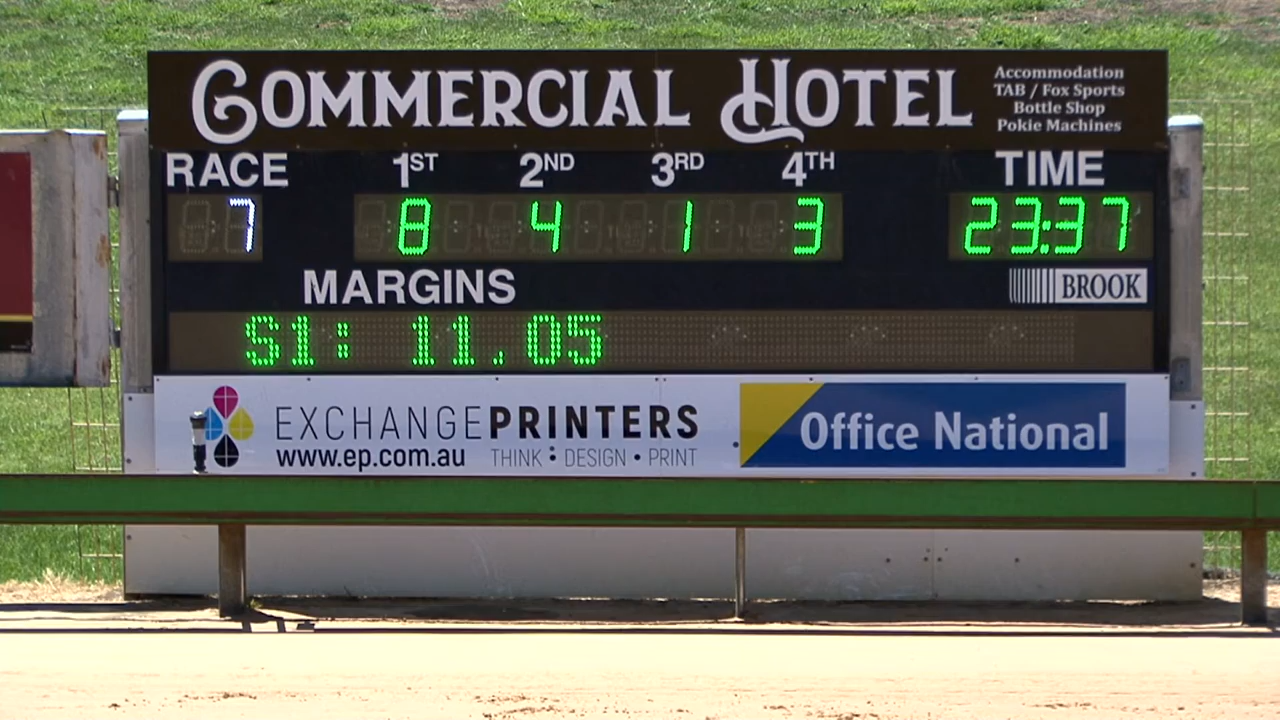 COMMERCIAL HOTEL
Accommodation
TAB / Fox Sports
Bottle Shop
Pokie Machines
RACE 1ST 2ND 3RD 4TH TIME
7 8 4 1 3 23:37
MARGINS
BROOK
S1: 11.05
EXCHANGEPRINTERS
www.ep.com.au THINK • DESIGN • PRINT
Office National